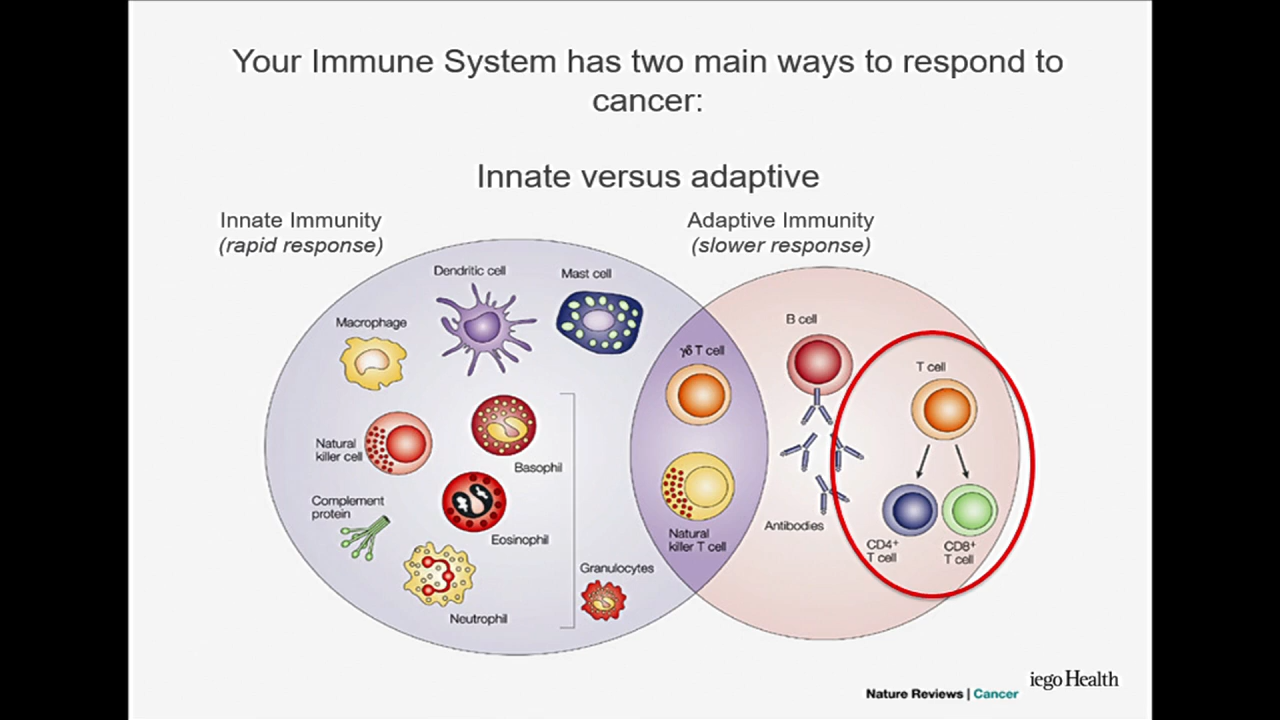 Your Immune System has two main ways to respond to
cancer:
Innate versus adaptive
Innate Immunity
(rapid response)
Adaptive Immunity
(slower response)
Dendritic cell
Mast cell
Macrophage
B cell
γδ T cell
T cell
Natural
killer cell
Basophil
Complement
protein
Antibodies
Eosinophil
Natural
killer T cell
CD4+
T cell
CD8+
T cell
Granulocytes
Neutrophil
iego Health
Nature Reviews | Cancer